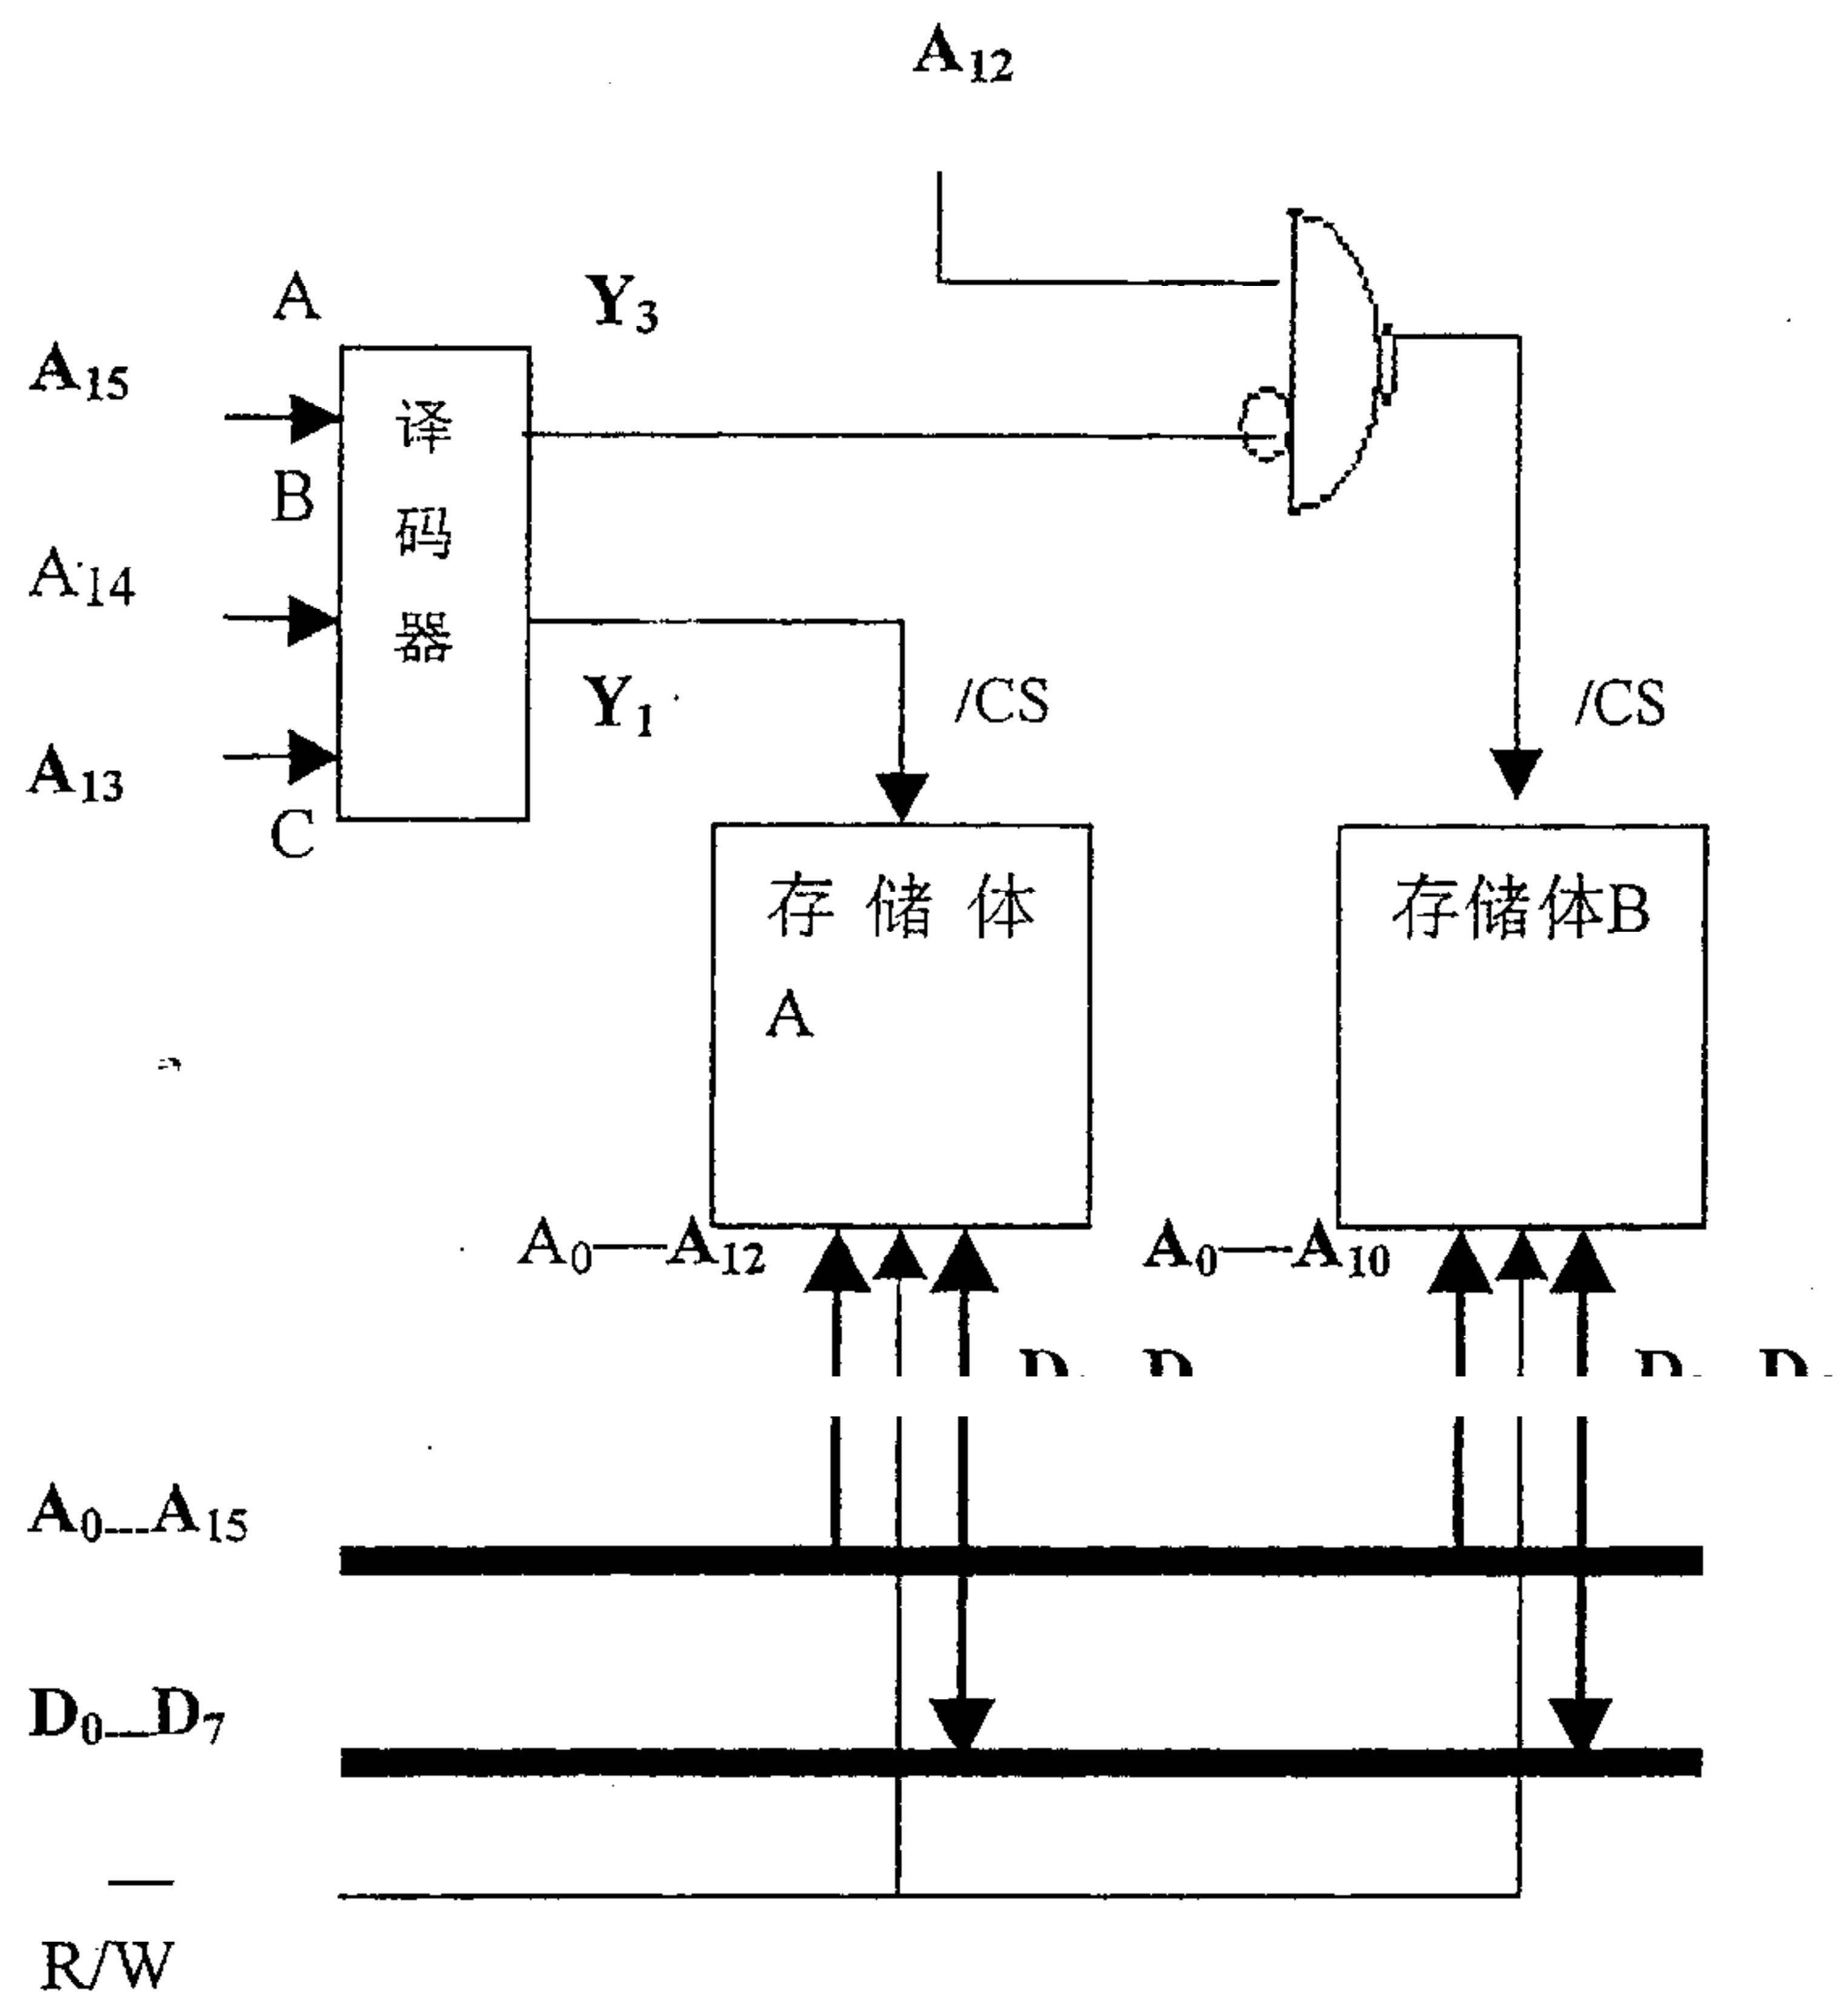 A₁₂
A
Y₃
A₁₅
译
B
码
A₁₄
器
Y₁
/CS
/CS
A₁₃
C
存 储 体
A
存储体B
A₀—A₁₂
A₀—A₁₀
A₀---A₁₅
D₀---D₇
R/W̅